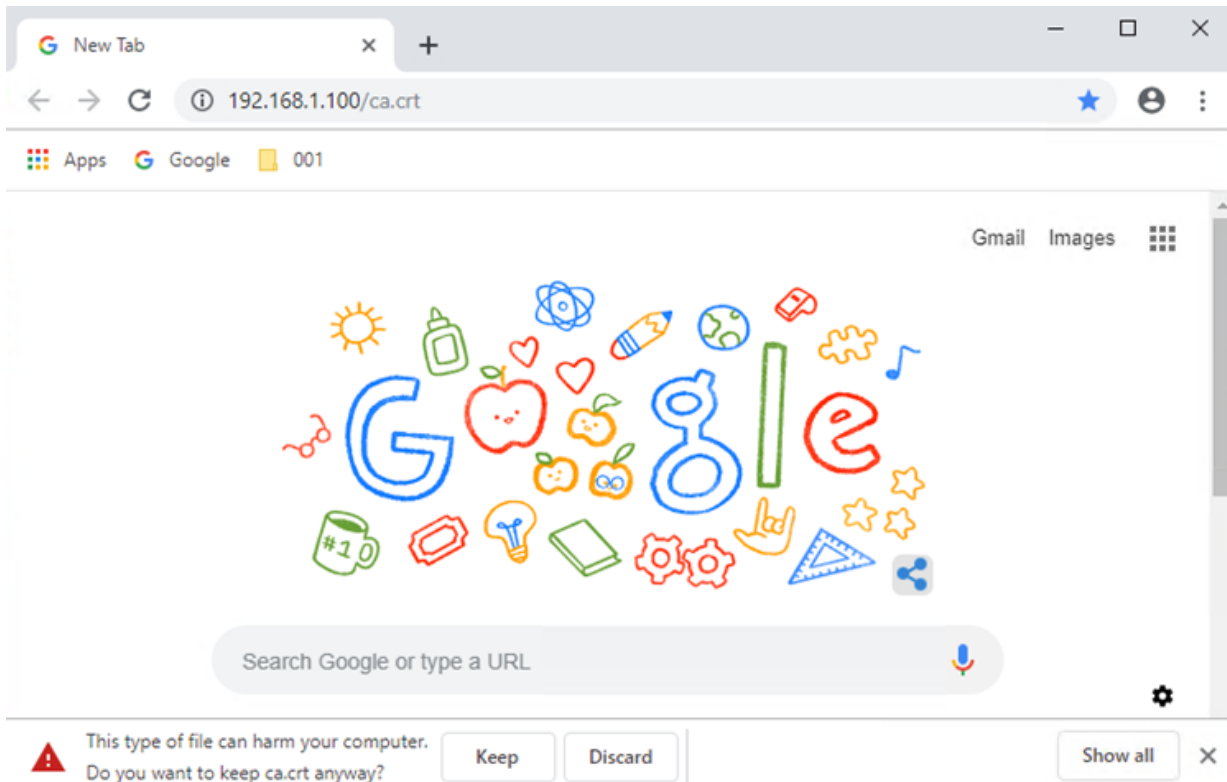 New Tab
192.168.1.100/ca.crt
Apps Google 001
Gmail Images
Google
#10
Search Google or type a URL
This type of file can harm your computer.
Do you want to keep ca.crt anyway?
Keep Discard Show all